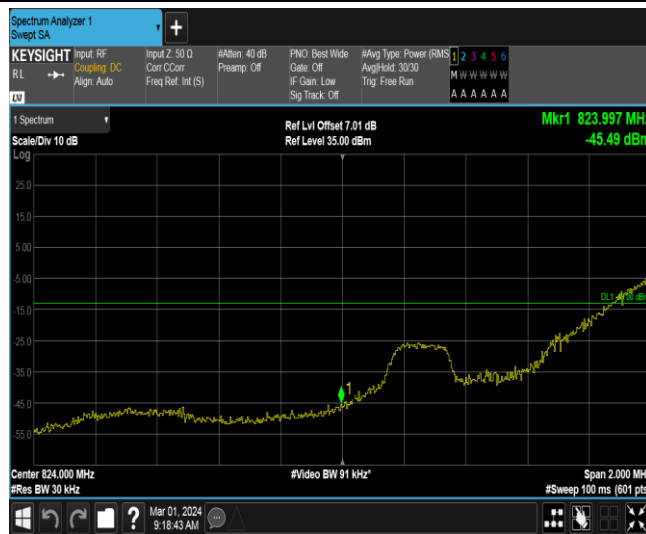 Spectrum Analyzer 1
Swept SA
+
KEYSIGHT Input: RF Input Z: 50 Ω #Atten: 40 dB PNO: Best Wide #Avg Type: Power (RMS 1 2 3 4 5 6
RL Coupling: DC Corr CCorr Preamp: Off Gate: Off Avg|Hold: 30/30 M W W W W W
Align: Auto Freq Ref: Int (S) IF Gain: Low Trig: Free Run
Sig Track: Off A A A A A A
LXI
1 Spectrum
Scale/Div 10 dB
Ref Lvl Offset 7.01 dB
Ref Level 35.00 dBm
Mkr1 823.997 MHz
-45.49 dBm
Log
25.0
15.0
5.00
-5.00
DL1
-15.0
-25.0
-35.0
1
-45.0
-55.0
Center 824.000 MHz #Video BW 91 kHz* Span 2.000 MHz
#Res BW 30 kHz #Sweep 100 ms (601 pts
Mar 01, 2024
9:18:43 AM
?